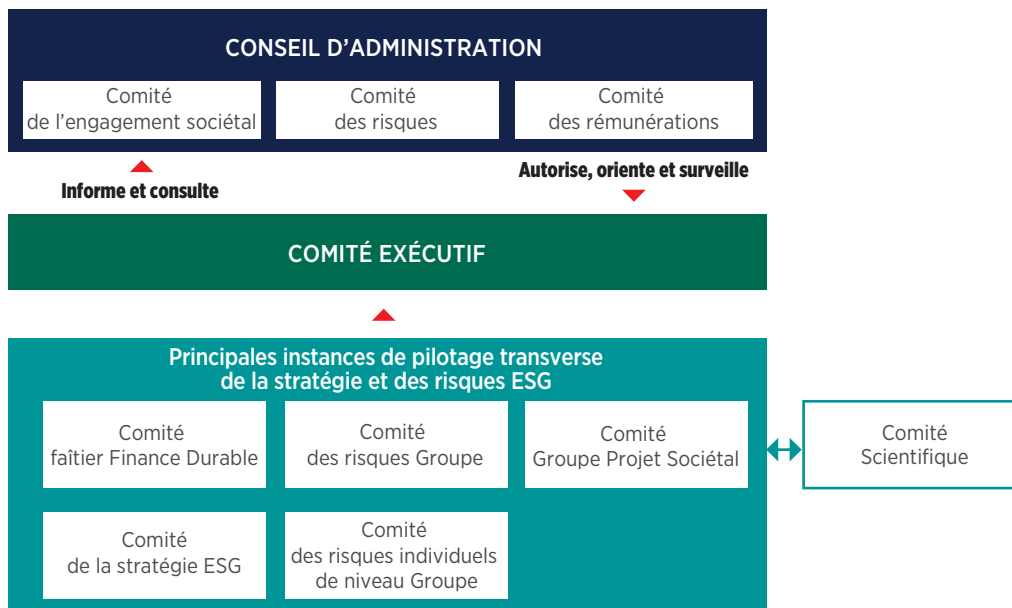 CONSEIL D’ADMINISTRATION
Comité
de l’engagement sociétal
Comité
des risques
Comité
des rémunérations
Informe et consulte
Autorise, oriente et surveille
COMITÉ EXÉCUTIF
Principales instances de pilotage transverse
de la stratégie et des risques ESG
Comité
faîtier Finance Durable
Comité
des risques Groupe
Comité
Groupe Projet Sociétal
Comité
Scientifique
Comité
de la stratégie ESG
Comité
des risques individuels
de niveau Groupe